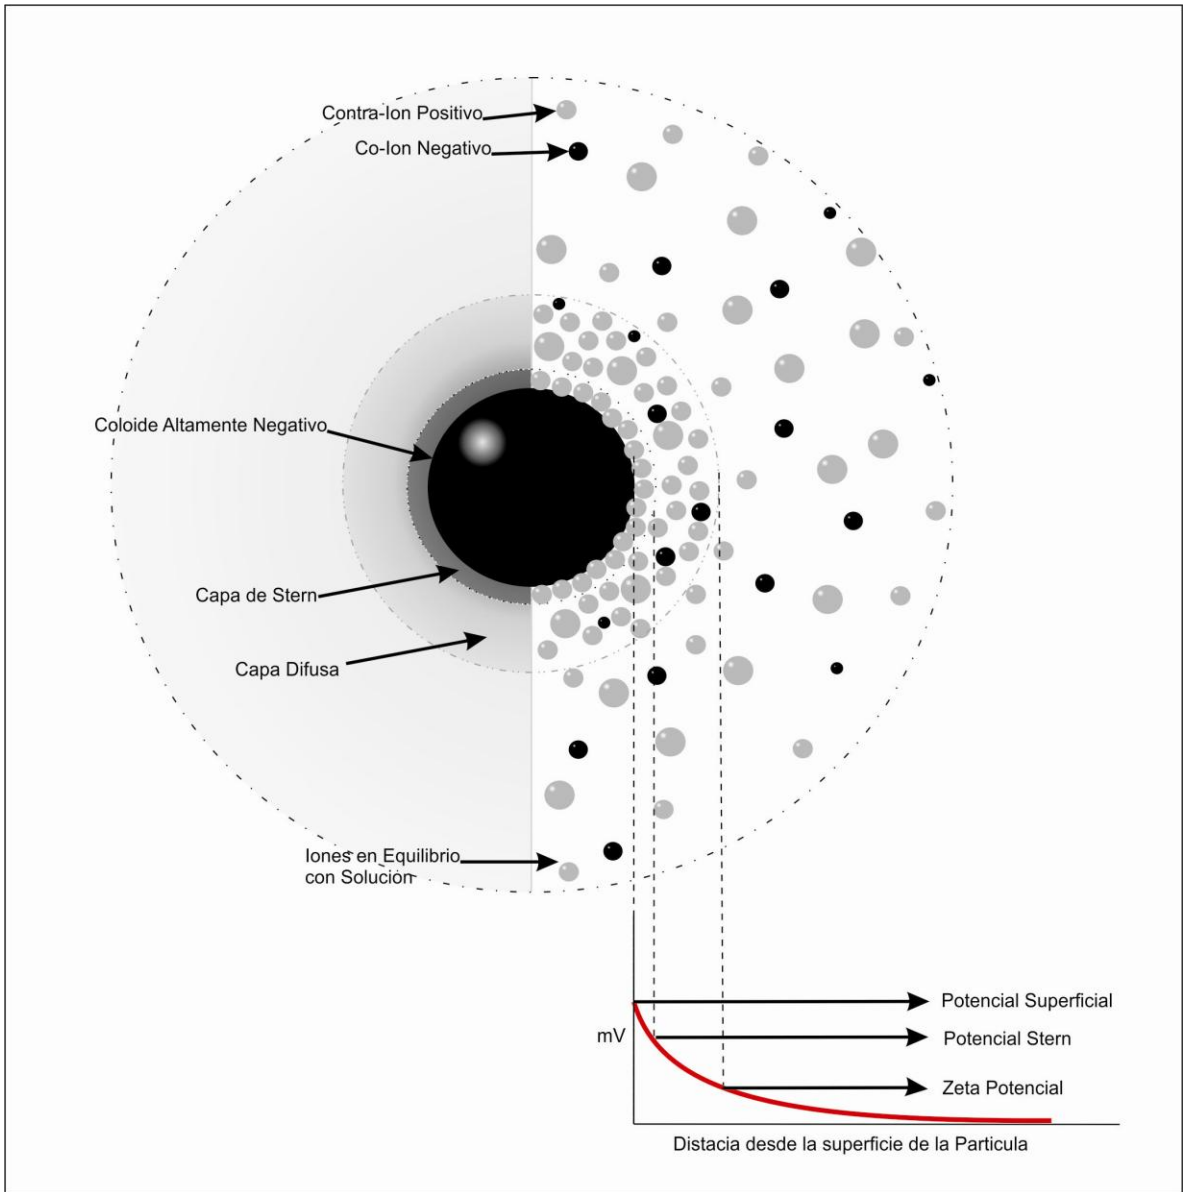 Contra-Ion Positivo
Co-Ion Negativo
Coloide Altamente Negativo
Capa de Stern
Capa Difusa
Iones en Equilibrio
con Solución
Potencial Superficial
mV
Potencial Stern
Zeta Potencial
Distacia desde la superficie de la Particula